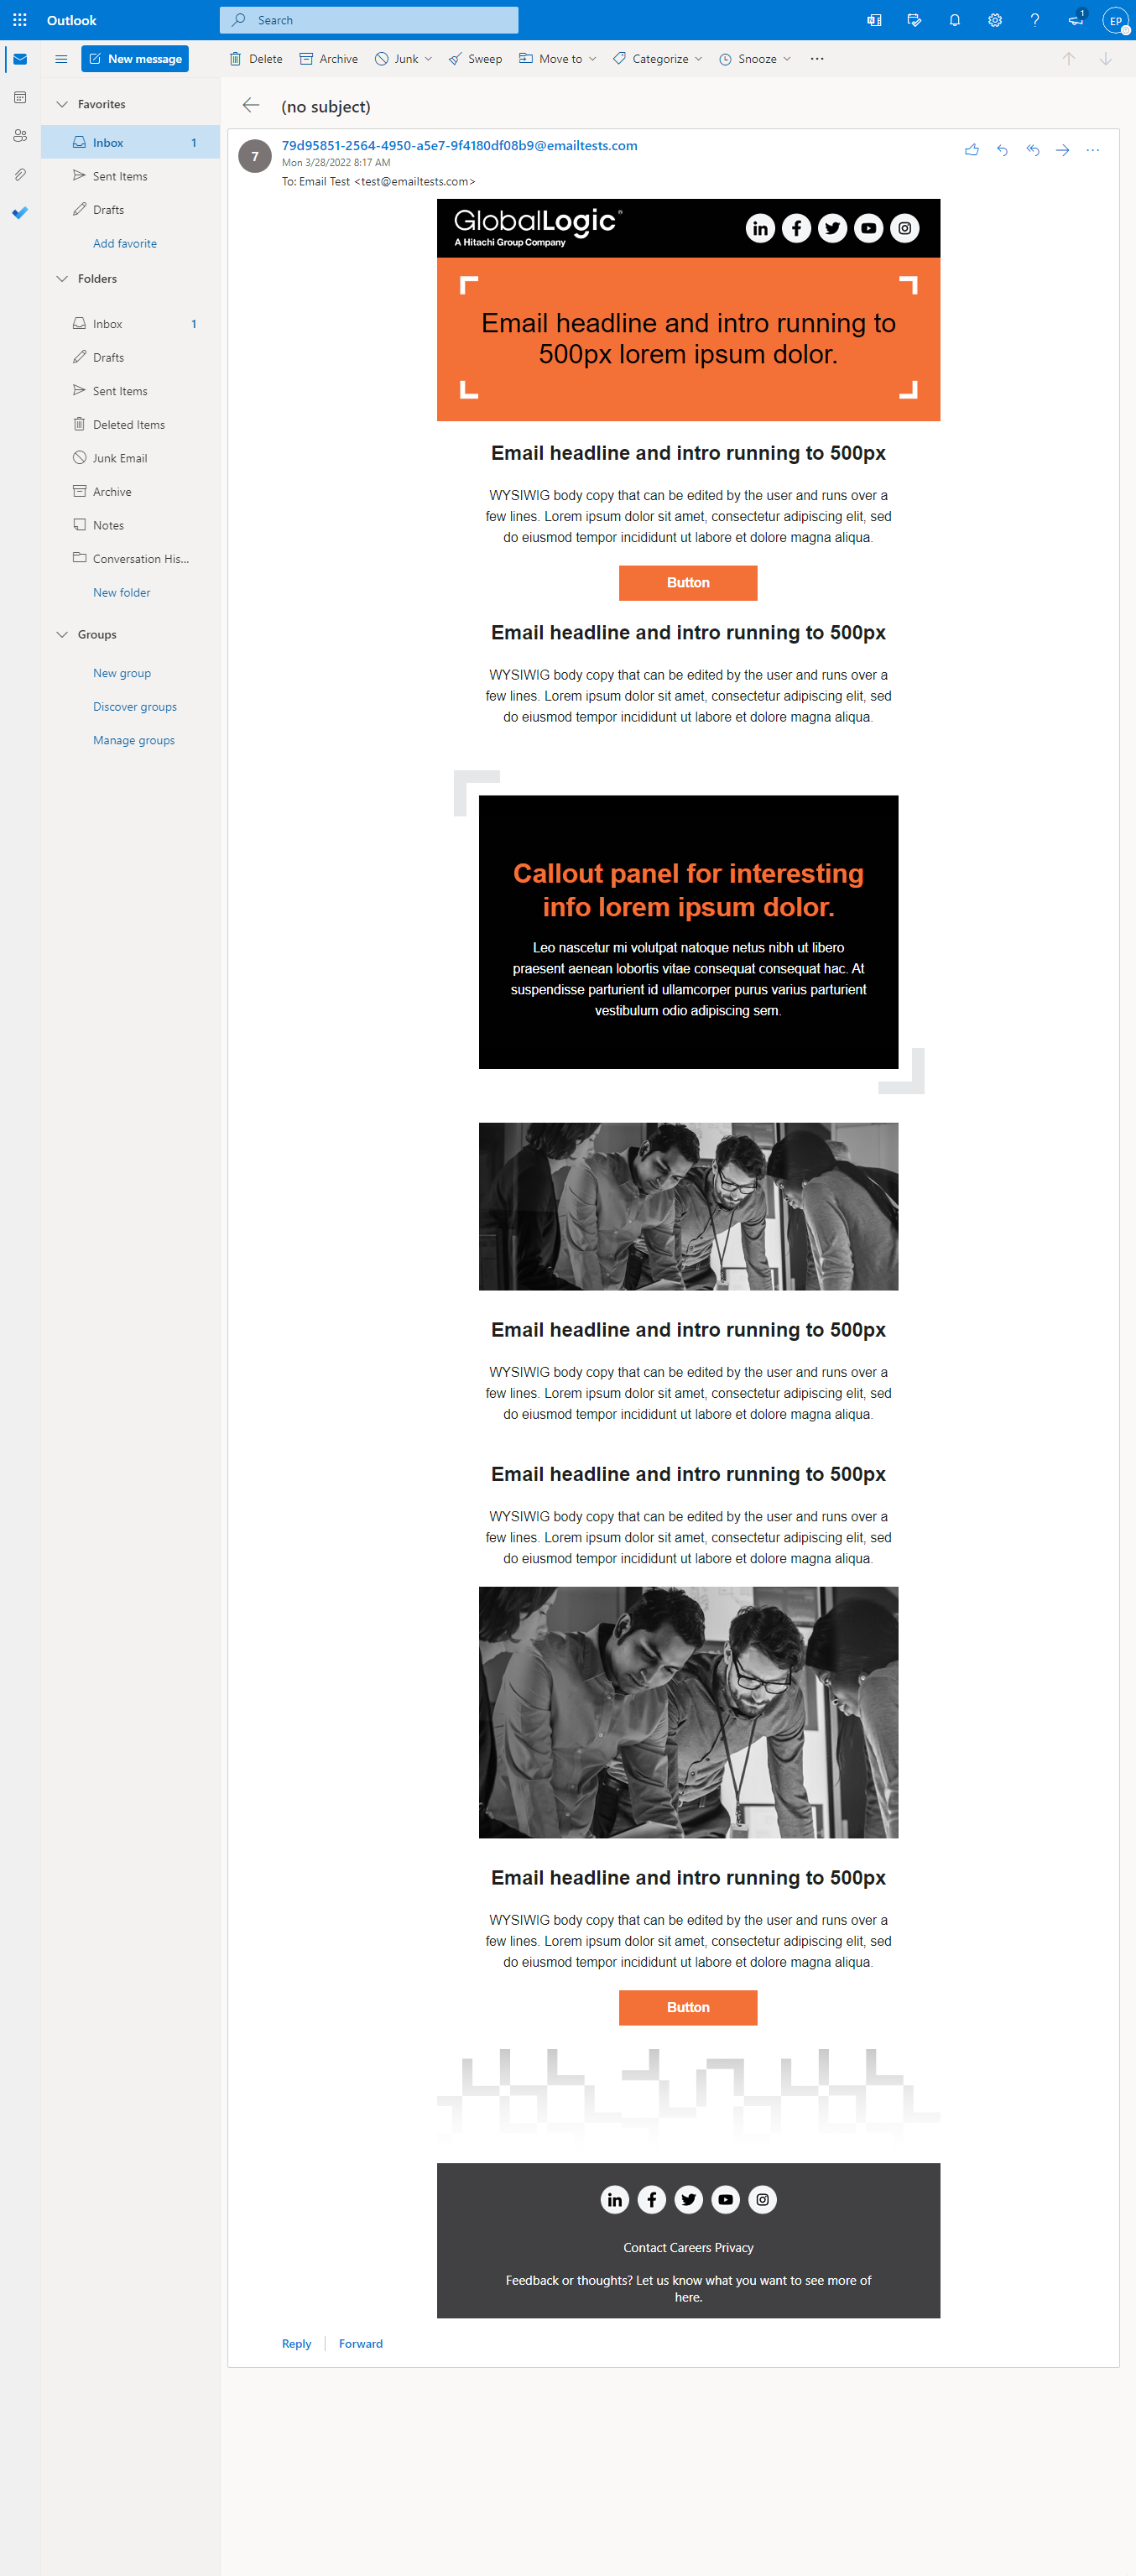 Outlook
Search
1
EP
New message
Delete
Archive
Junk
Sweep
Move to
Categorize
Snooze
Favorites
Inbox 1
Sent Items
Drafts
Add favorite
Folders
Inbox 1
Drafts
Sent Items
Deleted Items
Junk Email
Archive
Notes
Conversation His...
New folder
Groups
New group
Discover groups
Manage groups
(no subject)
7
79d95851-2564-4950-a5e7-9f4180df08b9@emailtests.com
Mon 3/28/2022 8:17 AM
To: Email Test <test@emailtests.com>
GlobalLogic®
A Hitachi Group Company
Email headline and intro running to
500px lorem ipsum dolor.
Email headline and intro running to 500px
WYSIWIG body copy that can be edited by the user and runs over a
few lines. Lorem ipsum dolor sit amet, consectetur adipiscing elit, sed
do eiusmod tempor incididunt ut labore et dolore magna aliqua.
Button
Email headline and intro running to 500px
WYSIWIG body copy that can be edited by the user and runs over a
few lines. Lorem ipsum dolor sit amet, consectetur adipiscing elit, sed
do eiusmod tempor incididunt ut labore et dolore magna aliqua.
Callout panel for interesting
info lorem ipsum dolor.
Leo nascetur mi volutpat natoque netus nibh ut libero
praesent aenean lobortis vitae consequat consequat hac. At
suspendisse parturient id ullamcorper purus varius parturient
vestibulum odio adipiscing sem.
Email headline and intro running to 500px
WYSIWIG body copy that can be edited by the user and runs over a
few lines. Lorem ipsum dolor sit amet, consectetur adipiscing elit, sed
do eiusmod tempor incididunt ut labore et dolore magna aliqua.
Email headline and intro running to 500px
WYSIWIG body copy that can be edited by the user and runs over a
few lines. Lorem ipsum dolor sit amet, consectetur adipiscing elit, sed
do eiusmod tempor incididunt ut labore et dolore magna aliqua.
Email headline and intro running to 500px
WYSIWIG body copy that can be edited by the user and runs over a
few lines. Lorem ipsum dolor sit amet, consectetur adipiscing elit, sed
do eiusmod tempor incididunt ut labore et dolore magna aliqua.
Button
Contact Careers Privacy
Feedback or thoughts? Let us know what you want to see more of
here.
Reply
Forward